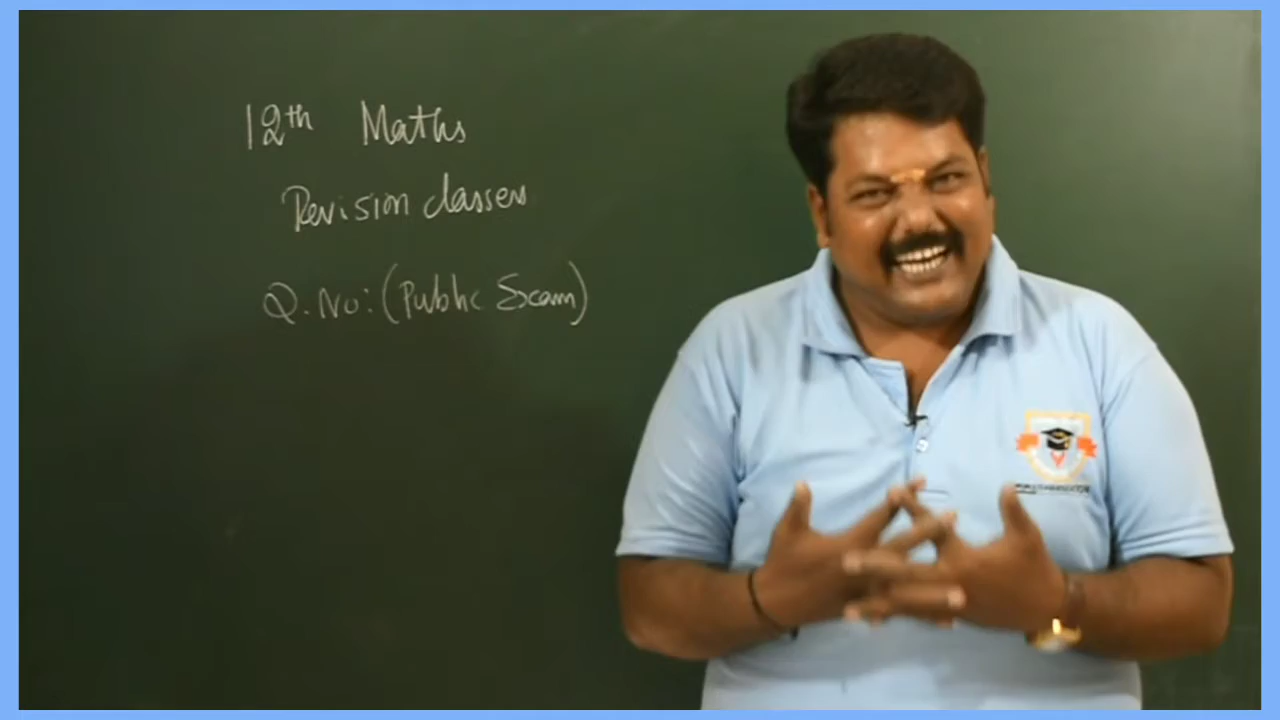 12th Maths
Revision classes
Q. No: (Public Exam)